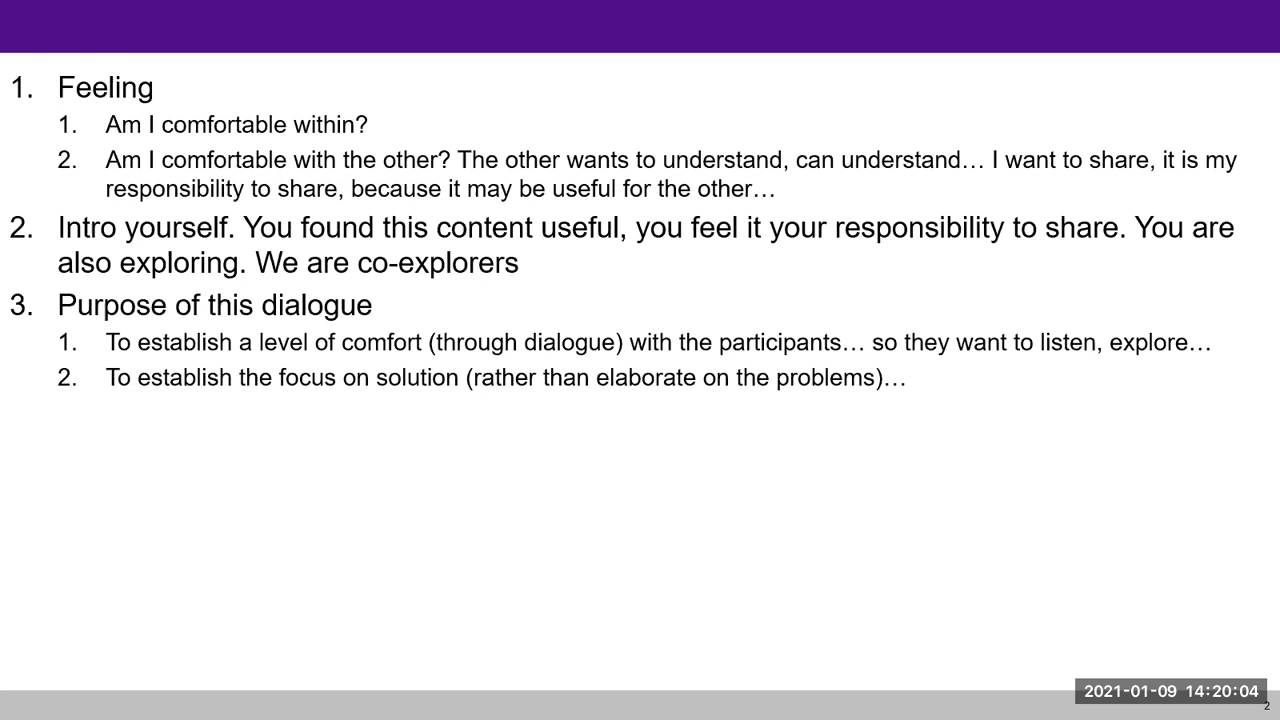 1. Feeling
1. Am I comfortable within?
2. Am I comfortable with the other? The other wants to understand, can understand… I want to share, it is my
responsibility to share, because it may be useful for the other…
2. Intro yourself. You found this content useful, you feel it your responsibility to share. You are
also exploring. We are co-explorers
3. Purpose of this dialogue
1. To establish a level of comfort (through dialogue) with the participants… so they want to listen, explore…
2. To establish the focus on solution (rather than elaborate on the problems)…
2021-01-09 14:20:04
2